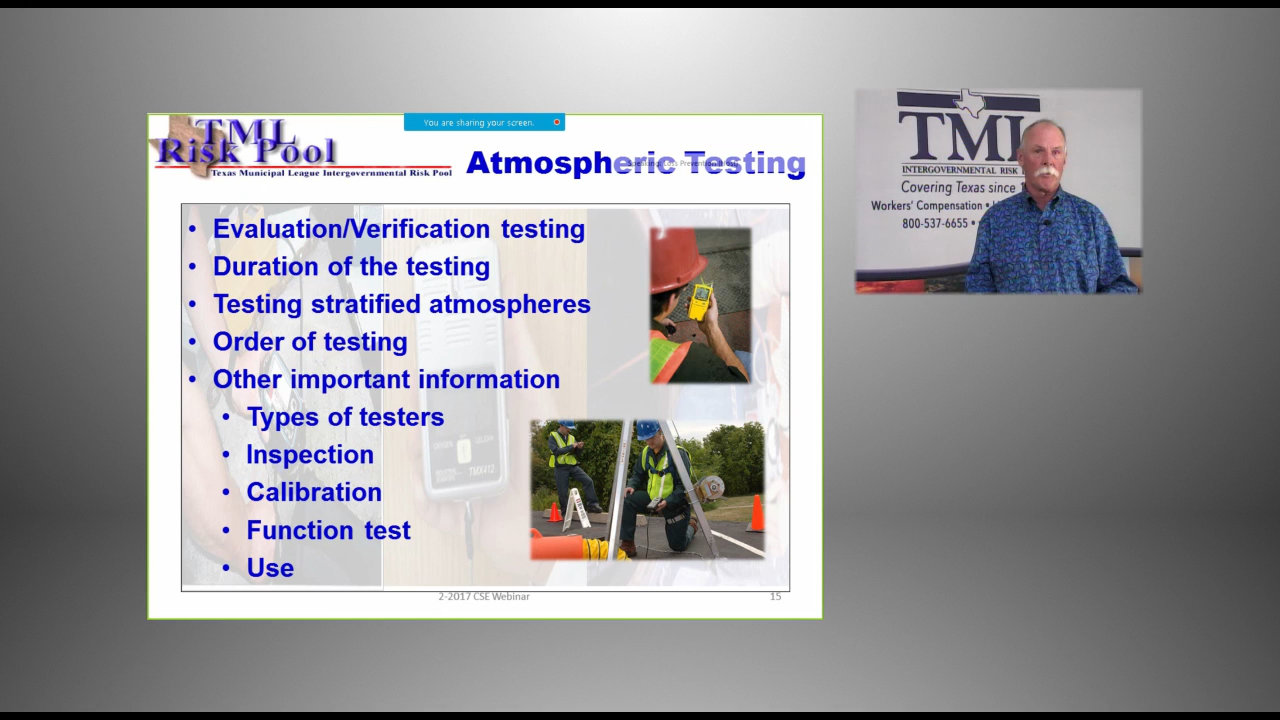 TML
Risk Pool
Texas Municipal League Intergovernmental Risk Pool
You are sharing your screen.
Atmospheric Testing
• Evaluation/Verification testing
• Duration of the testing
• Testing stratified atmospheres
• Order of testing
• Other important information
• Types of testers
• Inspection
• Calibration
• Function test
• Use
TMX412
2-2017 CSE Webinar
15
TML
INTERGOVERNMENTAL RISK
Covering Texas since
Workers' Compensation •
800-537-6655 •